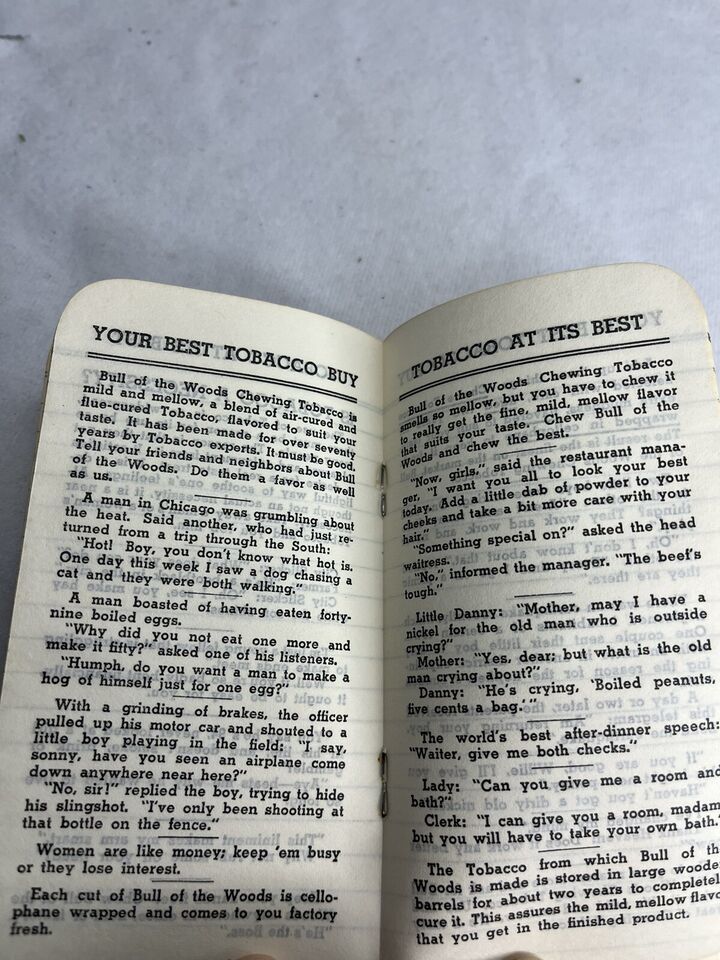 YOUR BEST TOBACCO BUY
Bull of the Woods Chewing Tobacco is
mild and mellow, a blend of air-cured and
flue-cured Tobacco, flavored to suit your
taste. It has been made for over seventy
years by Tobacco experts. It must be good.
Tell your friends and neighbors about Bull
of the Woods. Do them a favor as well
as us.
A man in Chicago was grumbling about
the heat. Said another, who had just re-
turned from a trip through the South:
"Hot! Boy, you don't know what hot is.
One day this week I saw a dog chasing a
cat and they were both walking."
A man boasted of having eaten forty-
nine boiled eggs.
"Why did you not eat one more and
make it fifty?" asked one of his listeners.
"Humph, do you want a man to make a
hog of himself just for one egg?"
With a grinding of brakes, the officer
pulled up his motor car and shouted to a
little boy playing in the field: "I say,
sonny, have you seen an airplane come
down anywhere near here?"
"No, sir!" replied the boy, trying to hide
his slingshot. "I've only been shooting at
that bottle on the fence."
Women are like money; keep 'em busy
or they lose interest.
Each cut of Bull of the Woods is cello-
phane wrapped and comes to you factory
fresh.
TOBACCO AT ITS BEST
Bull of the Woods Chewing Tobacco
smells so mellow, but you have to chew it
to really get the fine, mild, mellow flavor
that suits your taste. Chew Bull of the
Woods and chew the best.
"Now, girls," said the restaurant mana-
ger, "I want you all to look your best
today. Add a little dab of powder to your
cheeks and take a bit more care with your
hair."
"Something special on?" asked the head
waitress.
"No," informed the manager. "The beef's
tough."
Little Danny: "Mother, may I have a
nickel for the old man who is outside
crying?"
Mother: "Yes, dear; but what is the old
man crying about?"
Danny: "He's crying, 'Boiled peanuts,
five cents a bag.'"
The world's best after-dinner speech:
"Waiter, give me both checks."
Lady: "Can you give me a room and
bath?"
Clerk: "I can give you a room, madam
but you will have to take your own bath."
The Tobacco from which Bull of
Woods is made is stored in large
barrels for about two years to
cure it. This assures the mild, mellow
that you get in the finished product.